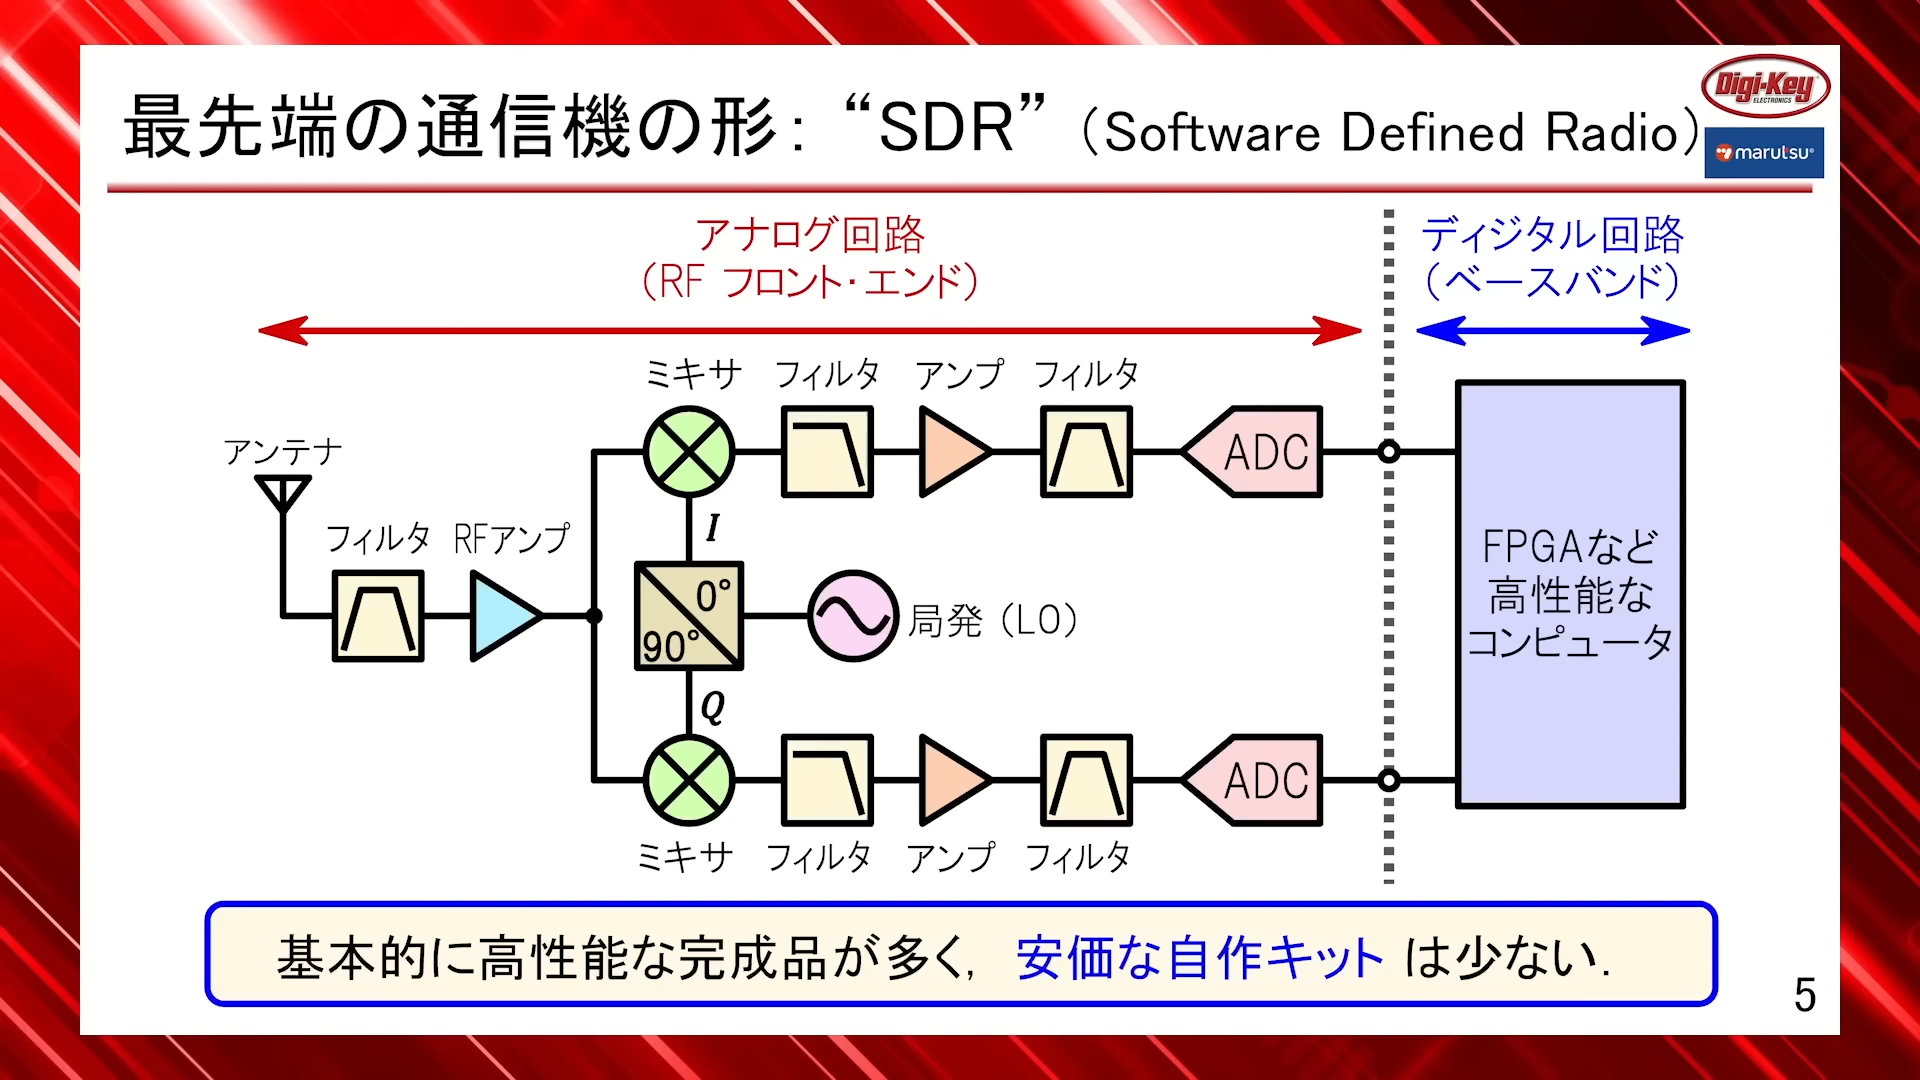 最先端の通信機の形： “SDR”（Software Defined Radio）
Digi-Key
ELECTRONICS
marutsu
アナログ回路
（RF フロント・エンド）
ディジタル回路
（ベースバンド）
ミキサ フィルタ アンプ フィルタ
アンテナ
ADC
フィルタ RFアンプ
I
0°
90°
局発（LO）
FPGAなど
高性能な
コンピュータ
Q
ADC
ミキサ フィルタ アンプ フィルタ
基本的に高性能な完成品が多く，安価な自作キット は少ない．
5